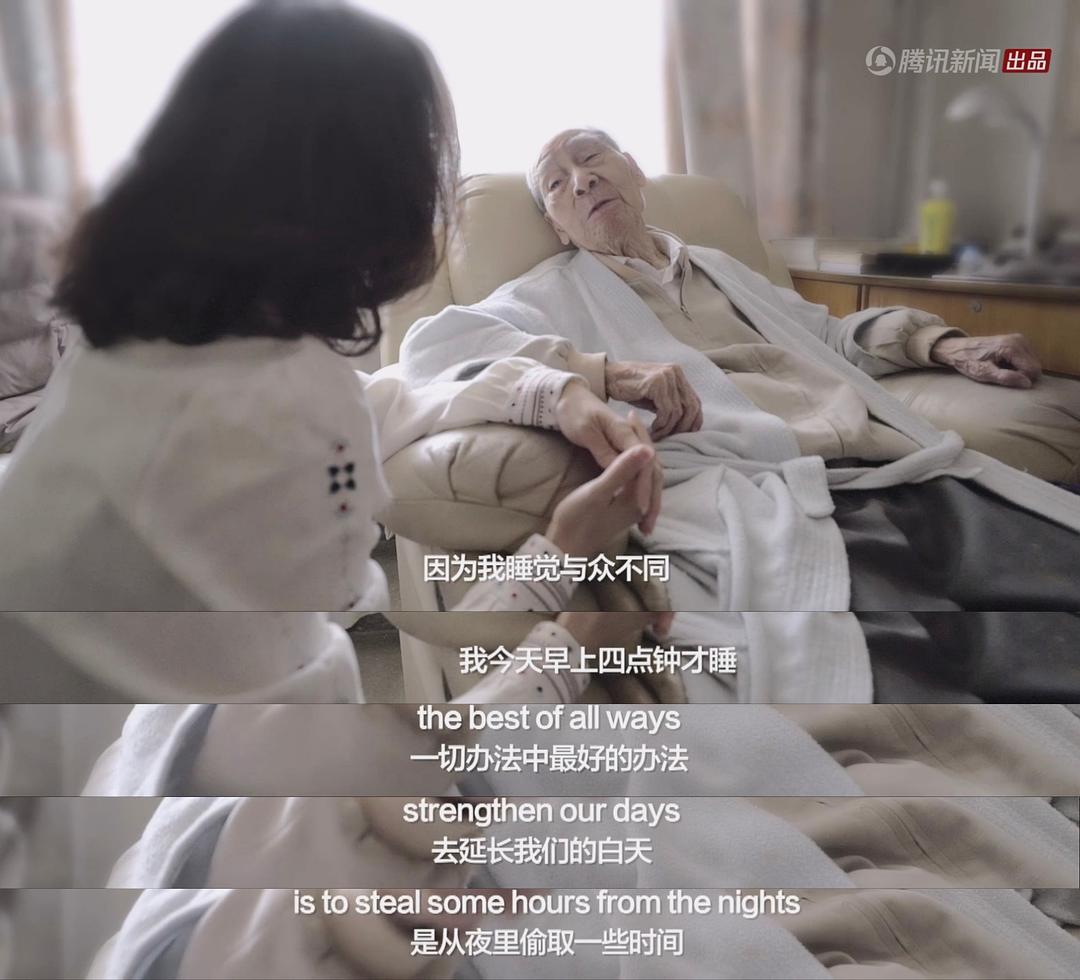 腾讯新闻 出品
因为我睡觉与众不同
我今天早上四点钟才睡
the best of all ways
一切办法中最好的办法
strengthen our days
去延长我们的白天
is to steal some hours from the nights
是从夜里偷取一些时间